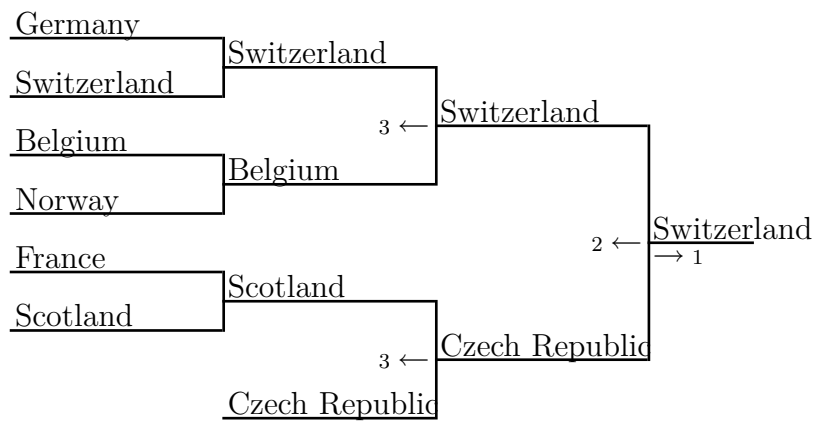 Germany
Switzerland
Switzerland
Switzerland
3 ←
Belgium
Belgium
Norway
Switzerland
2 ←
→ 1
France
Scotland
Scotland
Czech Republic
3 ←
Czech Republic